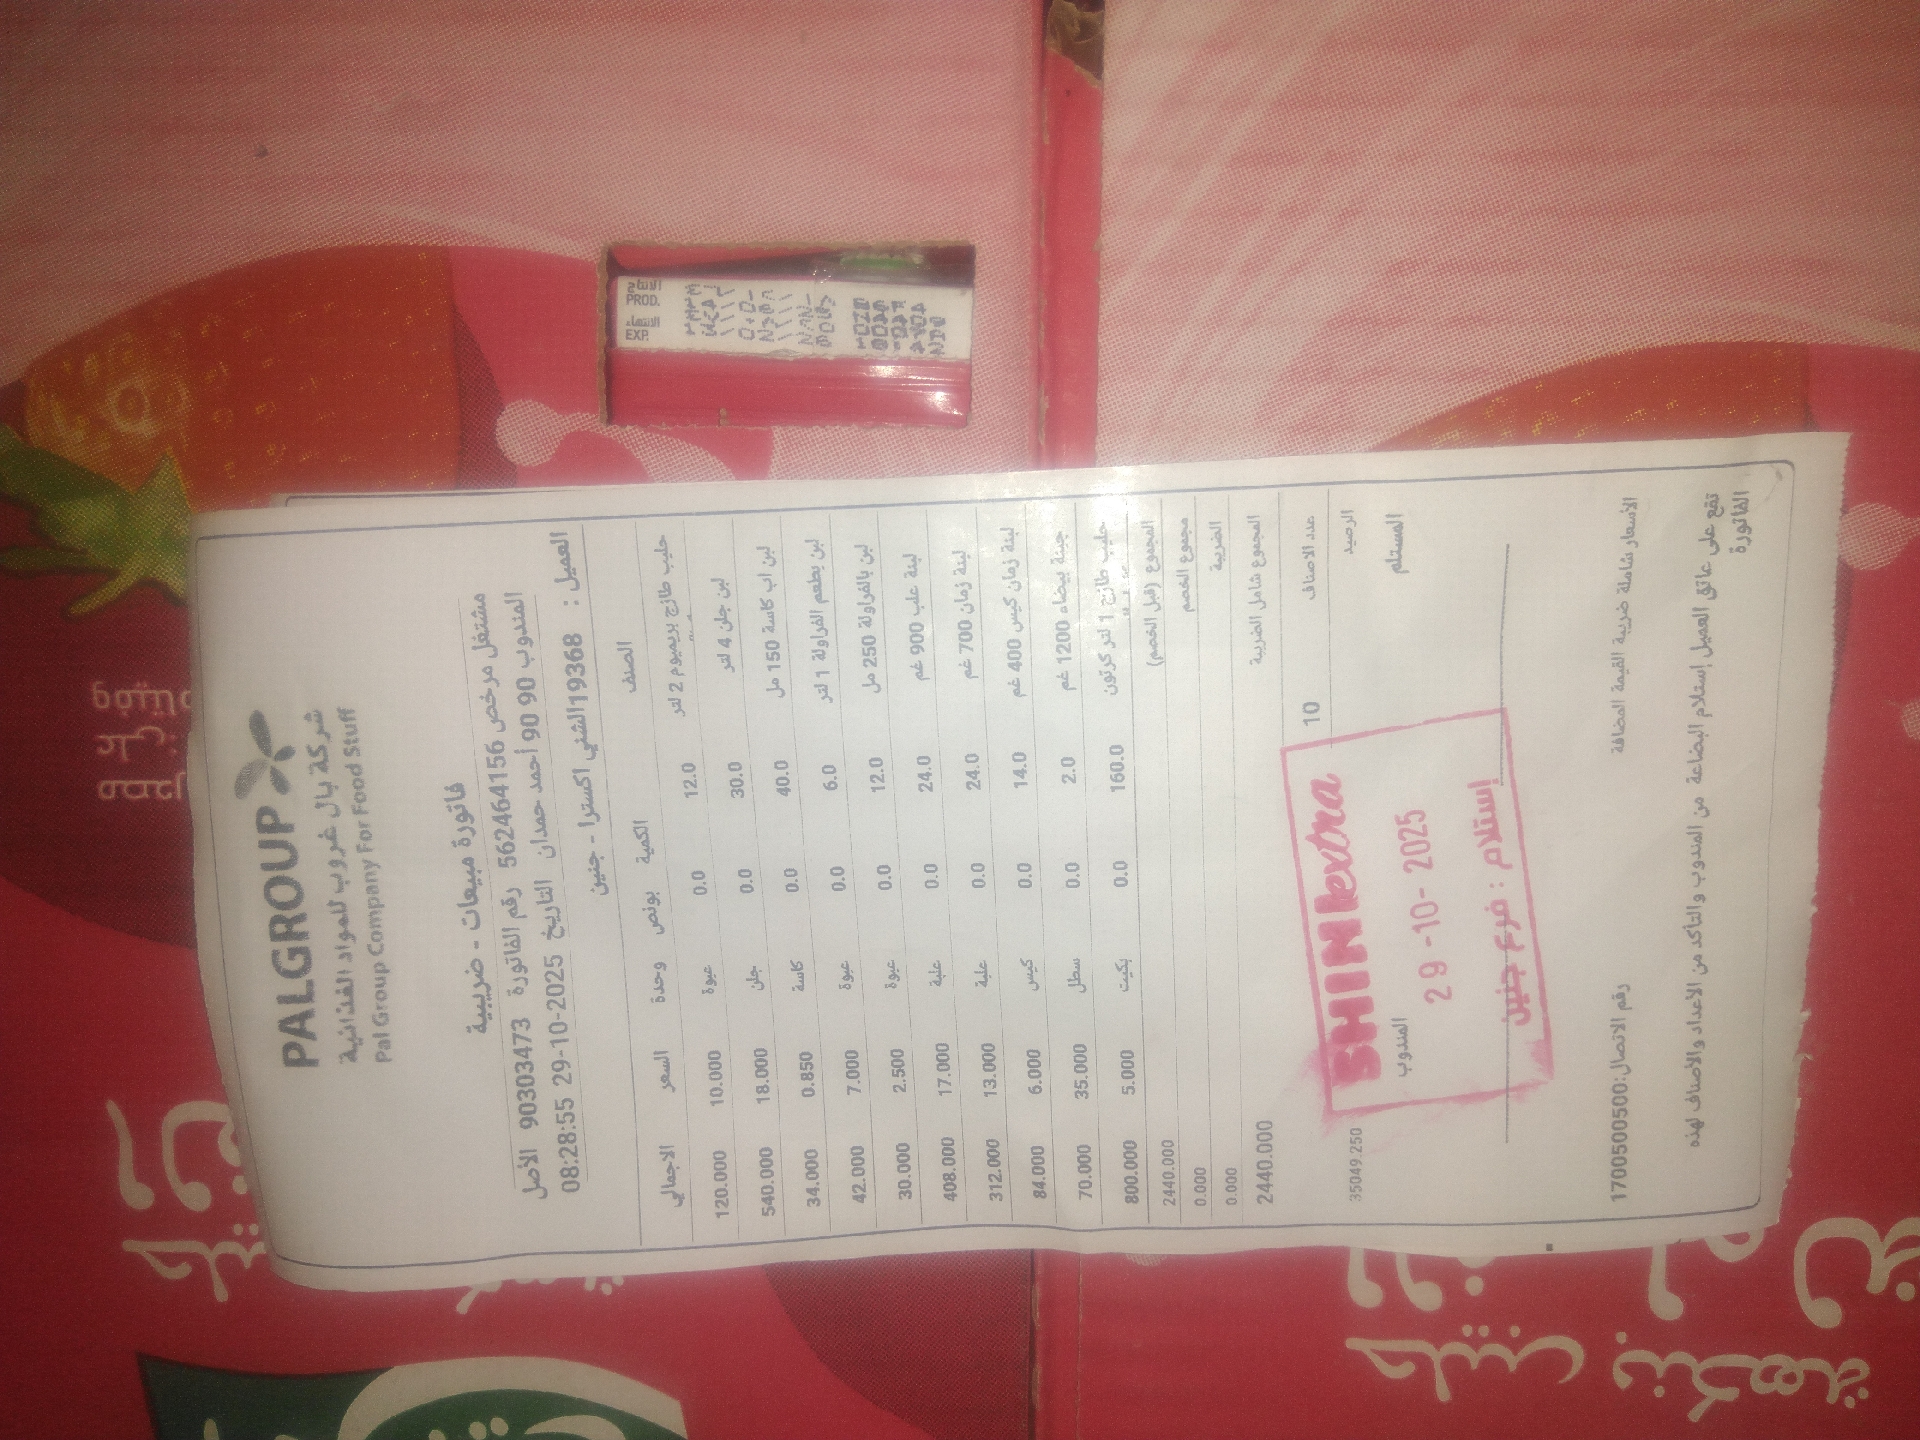 PALGROUP
شركة بال غروب للمواد الغذائية
Pal Group Company For Food Stuff
فاتورة مبيعات - ضريبية
مشتغل مرخص 562464156 رقم الفاتورة 90303473 الأصل
المندوب 90 90 أحمد حمدان التاريخ 29-10-2025 08:28:55
العميل : 19368الشني اكسترا - جنين
الصنف الكمية بونص وحدة السعر الاجمالي
حليب طازج بريميوم 2 لتر 12.0 0.0 عبوة 10.000 120.000
لبن جلن 4 لتر 30.0 0.0 جلن 18.000 540.000
لبن اب كاسة 150 مل 40.0 0.0 كاسة 0.850 34.000
لبن بطعم الفراولة 1 لتر 6.0 0.0 عبوة 7.000 42.000
لبن بالفراولة 250 مل 12.0 0.0 عبوة 2.500 30.000
لبنة علب 900 غم 24.0 0.0 علبة 17.000 408.000
لبنة زمان 700 غم 24.0 0.0 علبة 13.000 312.000
لبنة زمان كيس 400 غم 14.0 0.0 كيس 6.000 84.000
جبنة بيضاء 1200 غم 2.0 0.0 سطل 35.000 70.000
حليب طازج 1 لتر كرتون 160.0 0.0 بكيت 5.000 800.000
المجموع (قبل الخصم) 2440.000
مجموع الخصم 0.000
الضريبة 0.000
المجموع شامل الضريبة 2440.000
عدد الاصناف 10
الرصيد 35049.250
المستلم المندوب
SHINI extra
29 -10- 2025
إستلام : فرع جنين
الأسعار شاملة ضريبة القيمة المضافة رقم الاتصال:1700500500
تقع على عاتق العميل إستلام البضاعة من المندوب والتأكد من الاعداد والاصناف لهذه
الفاتورة
الانتاج
PROD.
الانتهاء
EXP.
حليب بنكهة